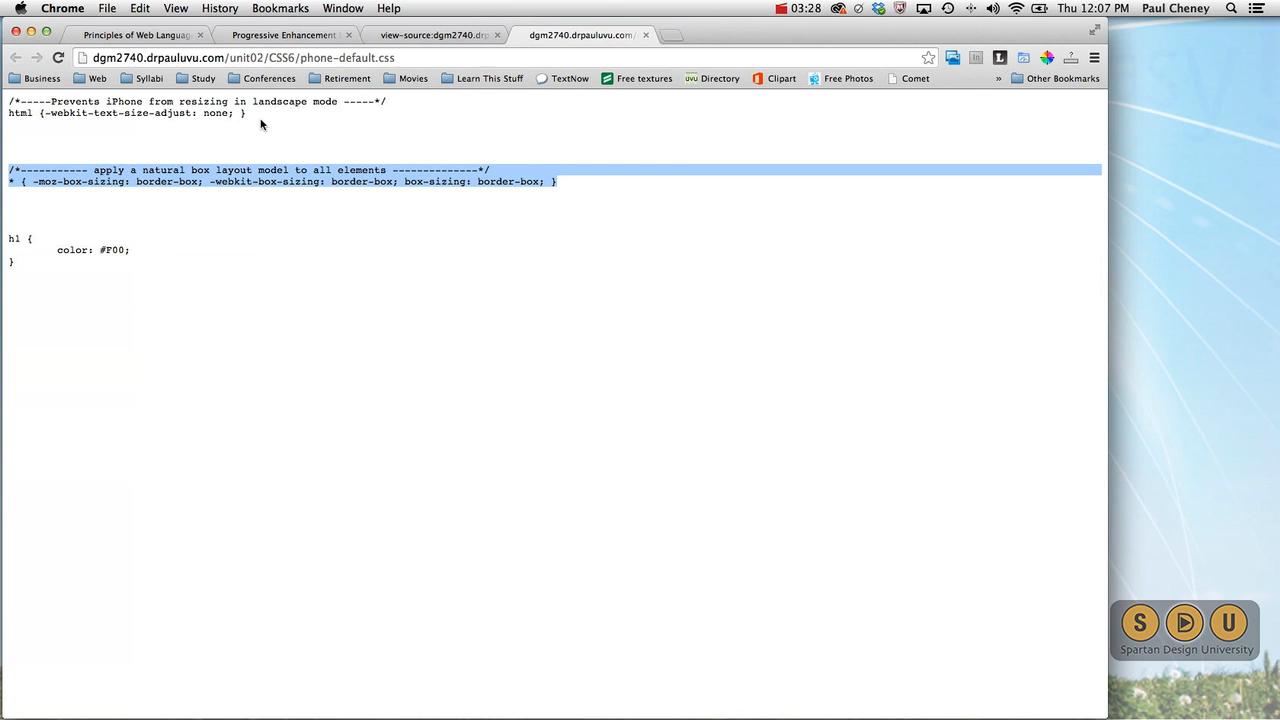 Chrome File Edit View History Bookmarks Window Help 03:28 Thu 12:07 PM Paul Cheney
Principles of Web Languag × Progressive Enhancement × view-source:dgm2740.drp × dgm2740.drpauluvu.com/ ×
dgm2740.drpauluvu.com/unit02/CSS6/phone-default.css
Business Web Syllabi Study Conferences Retirement Movies Learn This Stuff TextNow Free textures UVU Directory Clipart Free Photos Comet » Other Bookmarks
/*-----Prevents iPhone from resizing in landscape mode -----*/
html {-webkit-text-size-adjust: none; }
/*----------- apply a natural box layout model to all elements --------------*/
* { -moz-box-sizing: border-box; -webkit-box-sizing: border-box; box-sizing: border-box; }
h1 {
color: #F00;
}
S D U
Spartan Design University